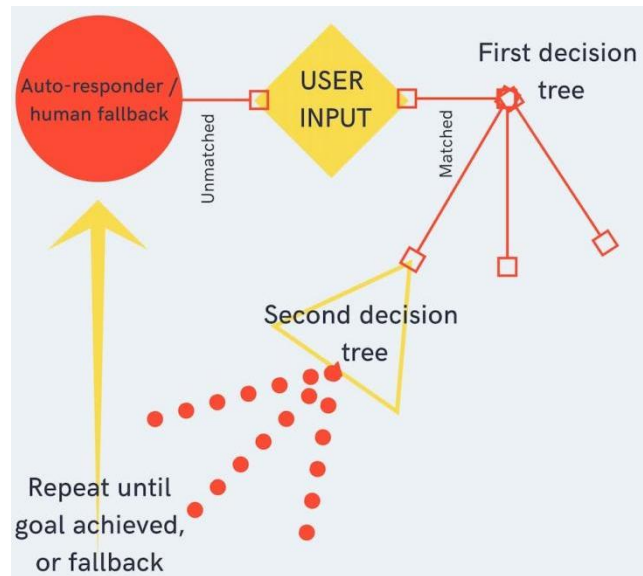 Auto-responder /
human fallback
Unmatched
USER
INPUT
Matched
First decision
tree
Second decision
tree
Repeat until
goal achieved,
or fallback